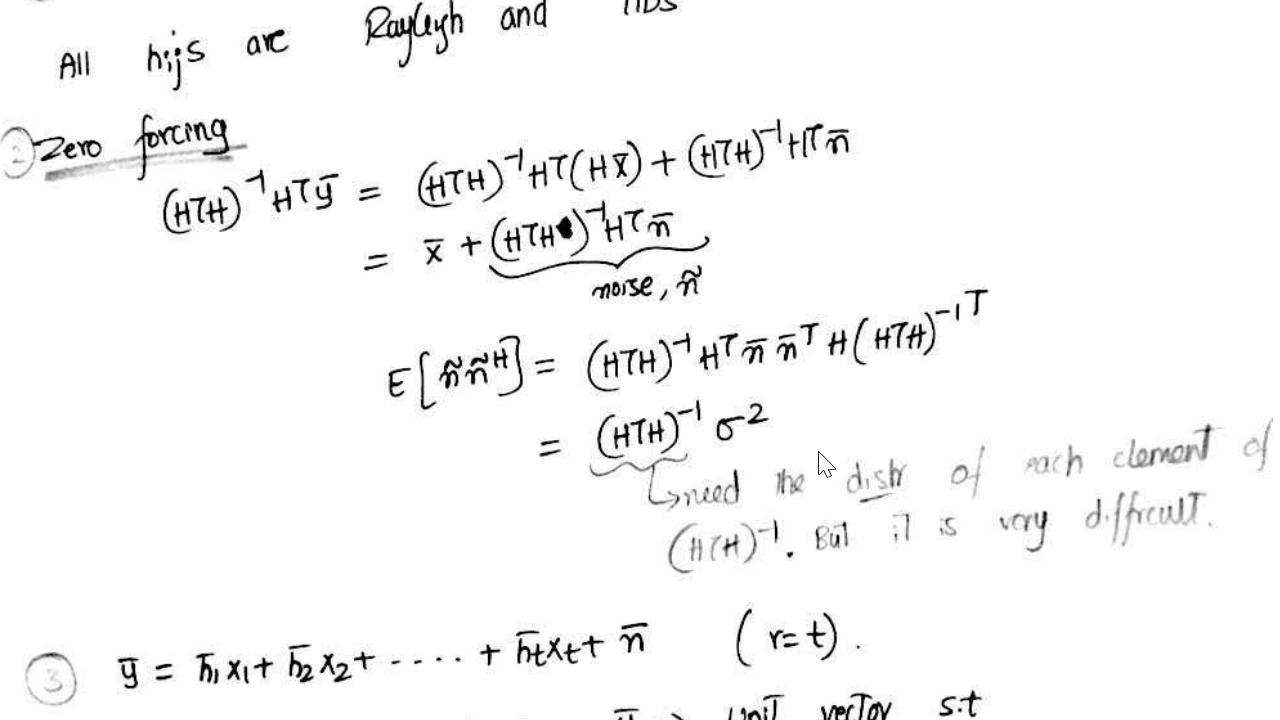 All hijs are Rayleigh and
② Zero forcing
(HTH)⁻¹HTȳ = (HTH)⁻¹HT(Hx̄) + (HTH)⁻¹HTn̄
= x̄ + (HTH)⁻¹HTn̄
noise, ñ
E[ññᴴ] = (HTH)⁻¹HTn̄ n̄ᵀH(HTH)⁻¹ᵀ
= (HTH)⁻¹σ²
↳need the distr of each element of
(HTH)⁻¹. But it is very difficult.
③ ȳ = h̄₁x₁+ h̄₂x₂+ ..... + h̄txt+ n̄ (r=t).
unit vector s.t